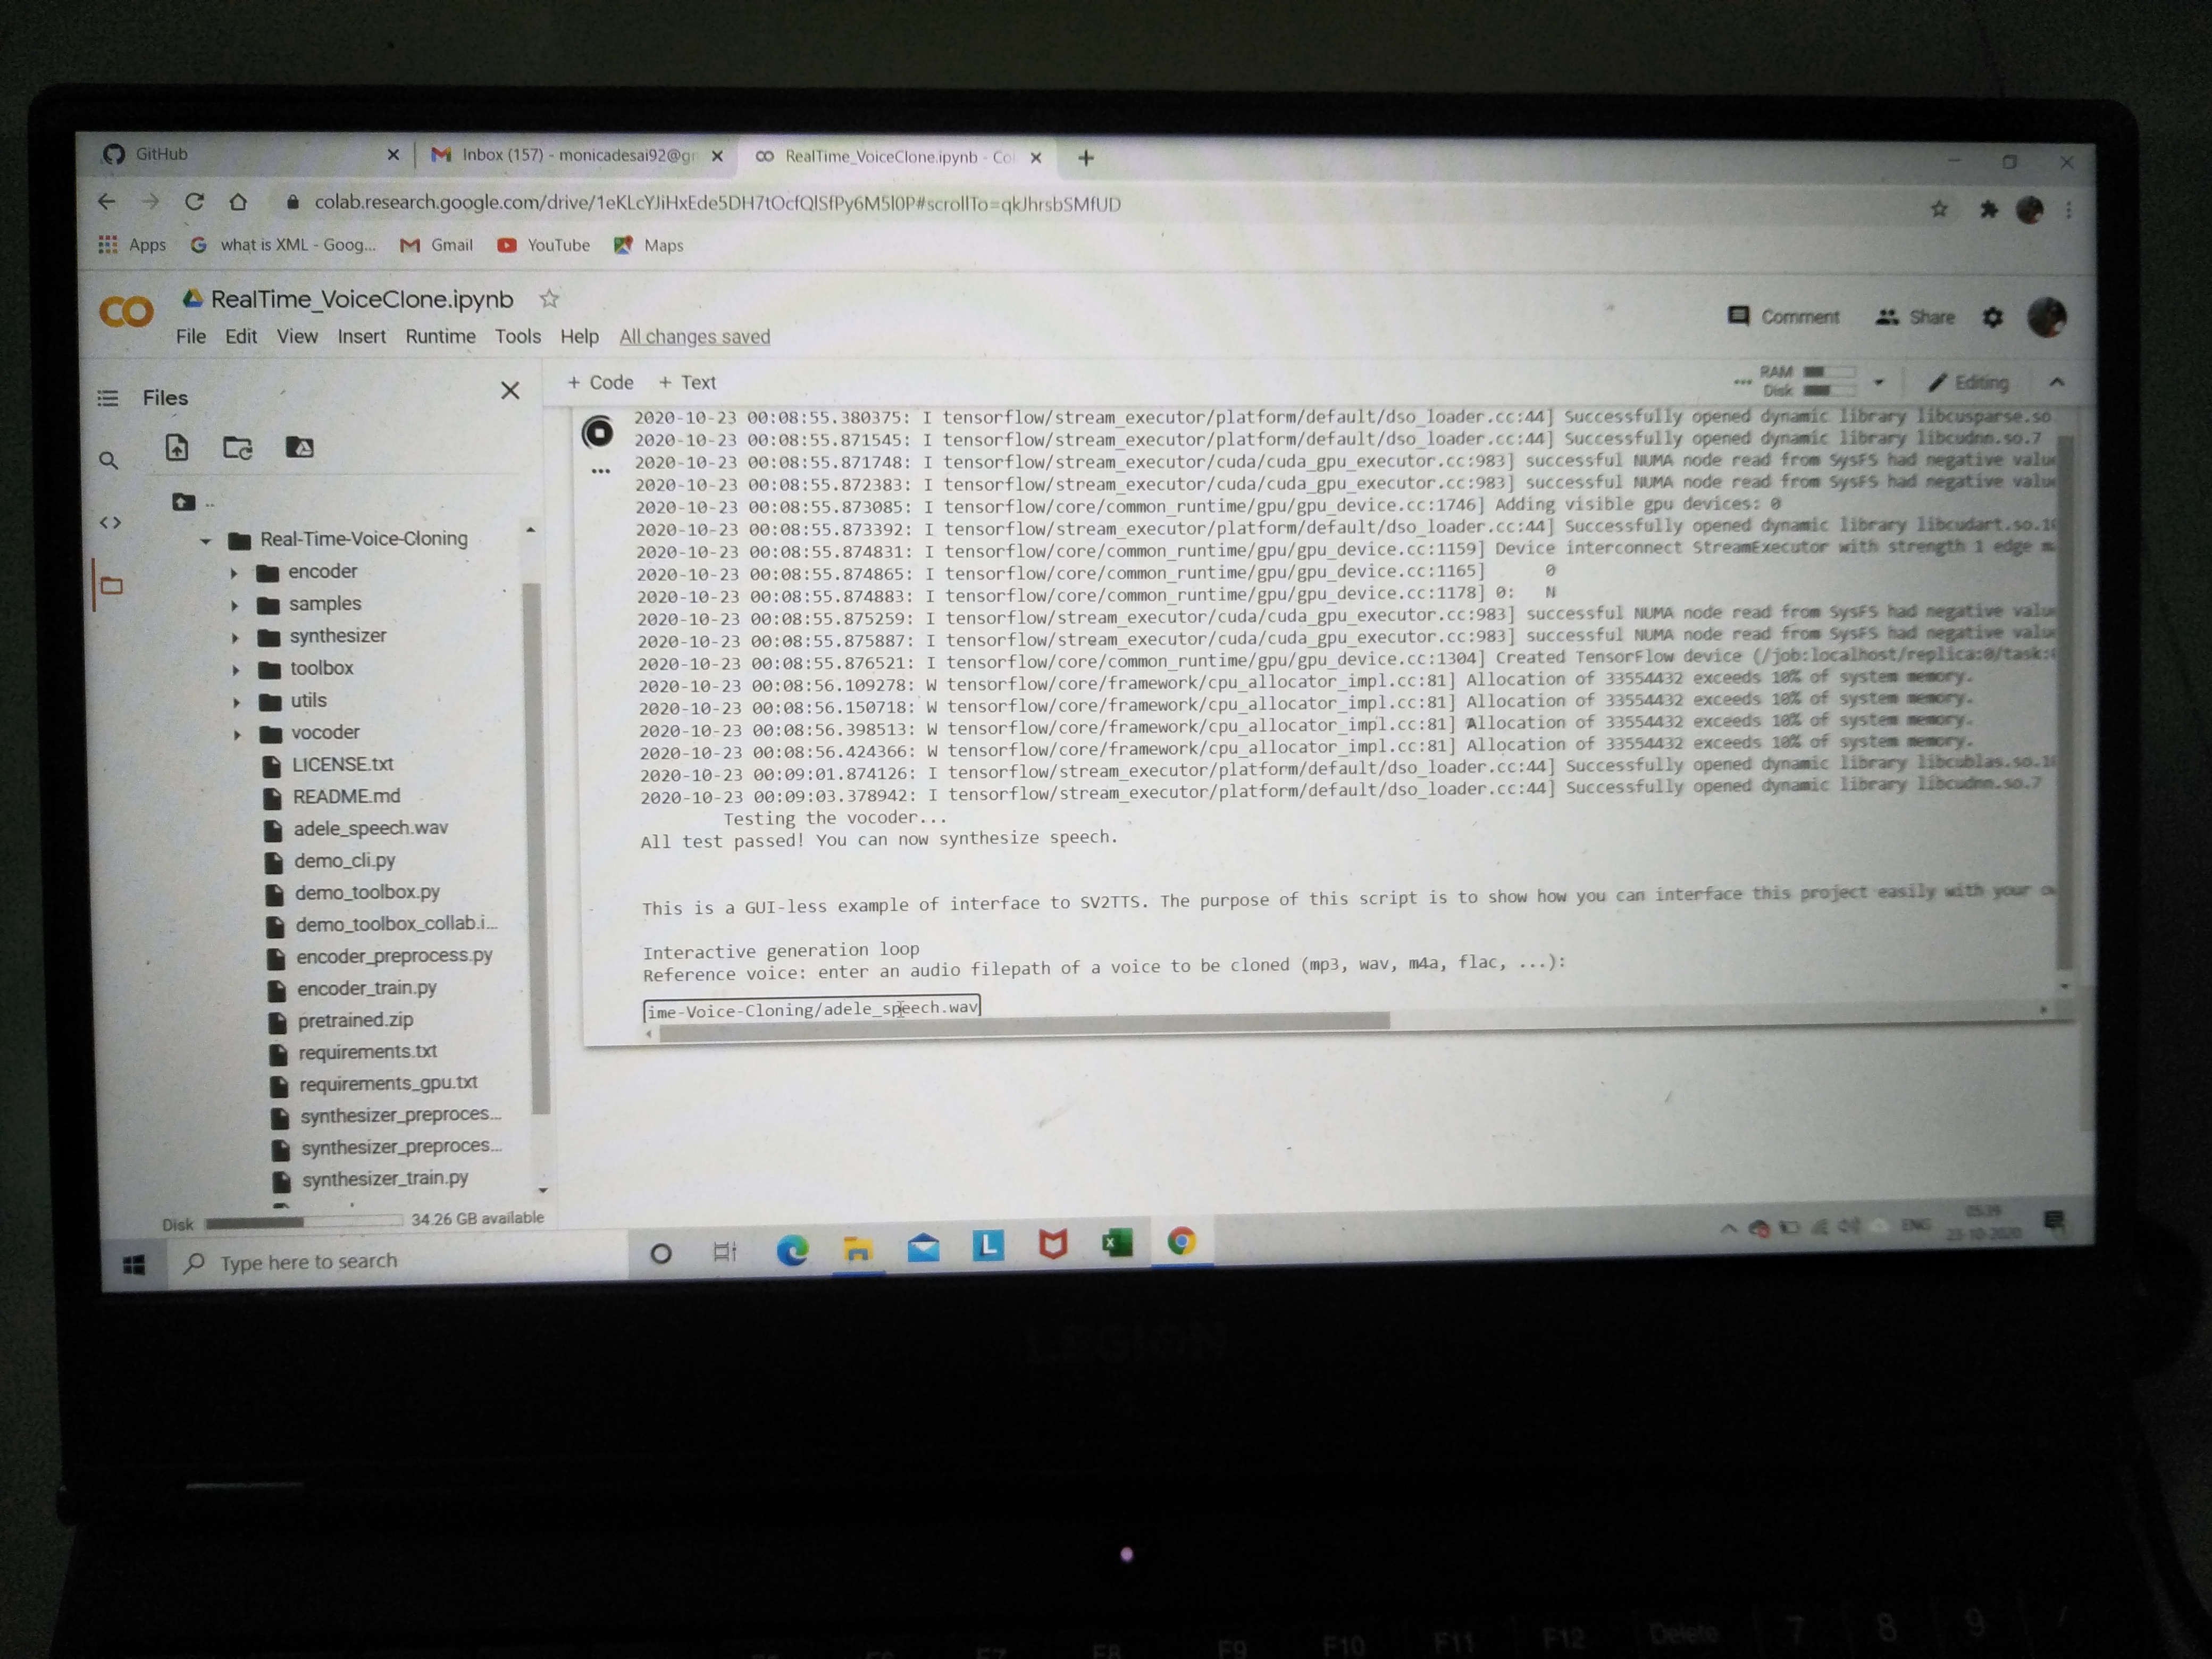 GitHub
Inbox (157) - monicadesai92@gr
RealTime_VoiceClone.ipynb - Col
colab.research.google.com/drive/1eKLcYJiHxEde5DH7tOcfQlSfPy6M5l0P#scrollTo=qkJhrsbSMfUD
Apps
what is XML - Goog...
Gmail
YouTube
Maps
RealTime_VoiceClone.ipynb
Comment
Share
File Edit View Insert Runtime Tools Help All changes saved
Files
+ Code + Text
RAM
Disk
Editing
..
Real-Time-Voice-Cloning
encoder
samples
synthesizer
toolbox
utils
vocoder
LICENSE.txt
README.md
adele_speech.wav
demo_cli.py
demo_toolbox.py
demo_toolbox_collab.i...
encoder_preprocess.py
encoder_train.py
pretrained.zip
requirements.txt
requirements_gpu.txt
synthesizer_preproces...
synthesizer_preproces...
synthesizer_train.py
Disk
34.26 GB available
2020-10-23 00:08:55.380375: I tensorflow/stream_executor/platform/default/dso_loader.cc:44] Successfully opened dynamic library libcusparse.so
2020-10-23 00:08:55.871545: I tensorflow/stream_executor/platform/default/dso_loader.cc:44] Successfully opened dynamic library libcudnn.so.7
2020-10-23 00:08:55.871748: I tensorflow/stream_executor/cuda/cuda_gpu_executor.cc:983] successful NUMA node read from SysFS had negative value
2020-10-23 00:08:55.872383: I tensorflow/stream_executor/cuda/cuda_gpu_executor.cc:983] successful NUMA node read from SysFS had negative value
2020-10-23 00:08:55.873085: I tensorflow/core/common_runtime/gpu/gpu_device.cc:1746] Adding visible gpu devices: 0
2020-10-23 00:08:55.873392: I tensorflow/stream_executor/platform/default/dso_loader.cc:44] Successfully opened dynamic library libcudart.so.10
2020-10-23 00:08:55.874831: I tensorflow/core/common_runtime/gpu/gpu_device.cc:1159] Device interconnect StreamExecutor with strength 1 edge m
2020-10-23 00:08:55.874865: I tensorflow/core/common_runtime/gpu/gpu_device.cc:1165] 0
2020-10-23 00:08:55.874883: I tensorflow/core/common_runtime/gpu/gpu_device.cc:1178] 0: N
2020-10-23 00:08:55.875259: I tensorflow/stream_executor/cuda/cuda_gpu_executor.cc:983] successful NUMA node read from SysFS had negative value
2020-10-23 00:08:55.875887: I tensorflow/stream_executor/cuda/cuda_gpu_executor.cc:983] successful NUMA node read from SysFS had negative value
2020-10-23 00:08:55.876521: I tensorflow/core/common_runtime/gpu/gpu_device.cc:1304] Created TensorFlow device (/job:localhost/replica:0/task:0
2020-10-23 00:08:56.109278: W tensorflow/core/framework/cpu_allocator_impl.cc:81] Allocation of 33554432 exceeds 10% of system memory.
2020-10-23 00:08:56.150718: W tensorflow/core/framework/cpu_allocator_impl.cc:81] Allocation of 33554432 exceeds 10% of system memory.
2020-10-23 00:08:56.398513: W tensorflow/core/framework/cpu_allocator_impl.cc:81] Allocation of 33554432 exceeds 10% of system memory.
2020-10-23 00:08:56.424366: W tensorflow/core/framework/cpu_allocator_impl.cc:81] Allocation of 33554432 exceeds 10% of system memory.
2020-10-23 00:09:01.874126: I tensorflow/stream_executor/platform/default/dso_loader.cc:44] Successfully opened dynamic library libcublas.so.10
2020-10-23 00:09:03.378942: I tensorflow/stream_executor/platform/default/dso_loader.cc:44] Successfully opened dynamic library libcudnn.so.7
Testing the vocoder...
All test passed! You can now synthesize speech.
This is a GUI-less example of interface to SV2TTS. The purpose of this script is to show how you can interface this project easily with your
Interactive generation loop
Reference voice: enter an audio filepath of a voice to be cloned (mp3, wav, m4a, flac, ...):
ime-Voice-Cloning/adele_speech.wav
Type here to search
ENG
05:39
23-10-2020
LEGION
F7 F8 F9 F10 F11 F12 Delete 7 8 9 /